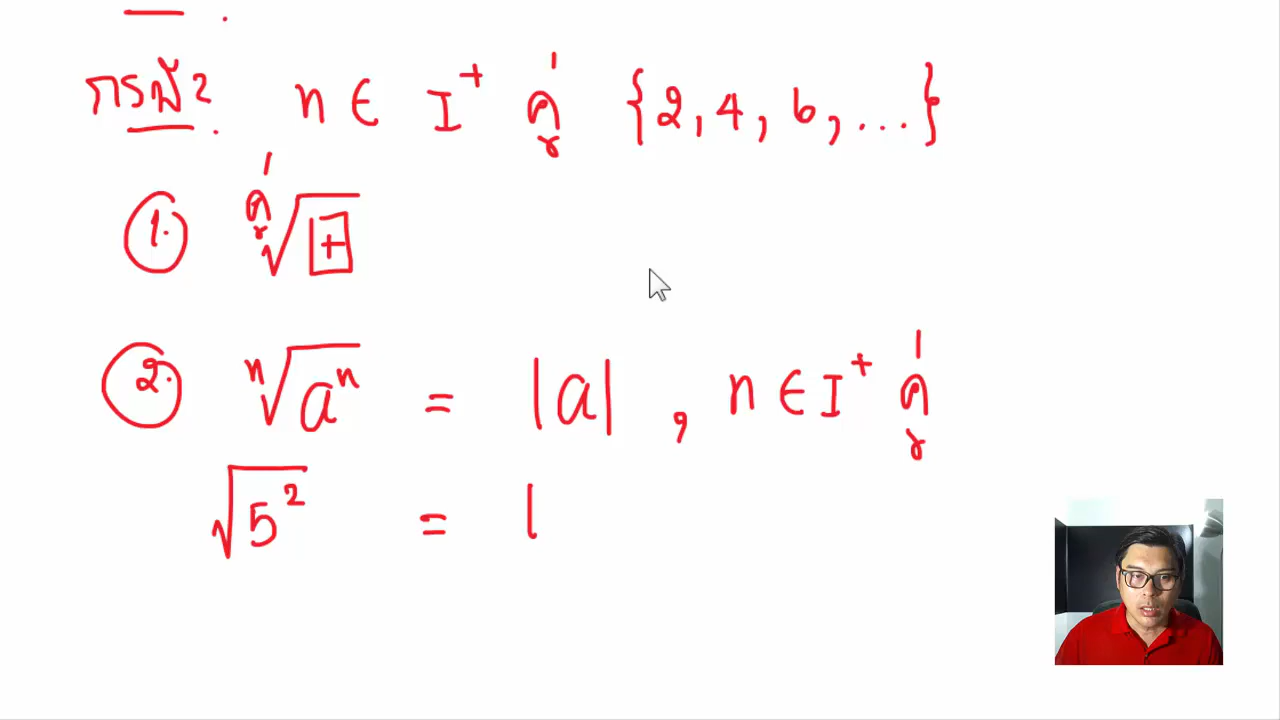 กรณี 2 n ∈ I⁺ คู่ {2, 4, 6, ...}
1. คู่√+
2. ⁿ√aⁿ = |a| , n ∈ I⁺ คู่
√5² = |